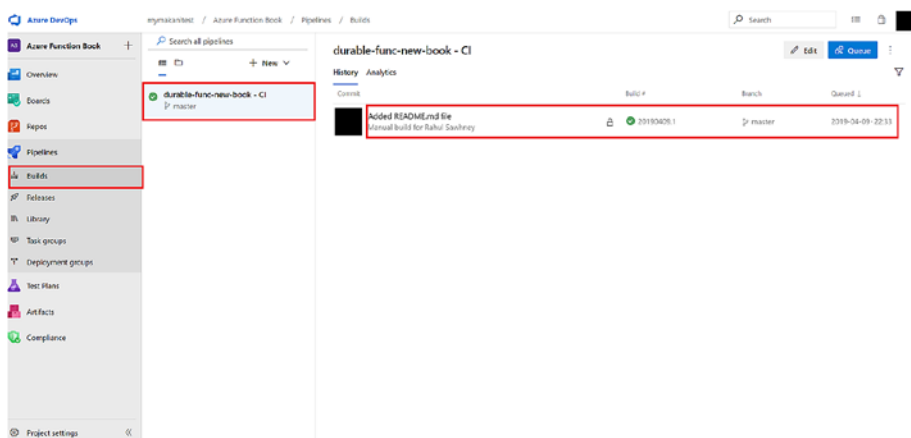 Azure DevOps
mymaieanitest / Azure Function Book / Pipelines / Builds
Search
Azure Function Book +
Overview
Boards
Repos
Pipelines
Builds
Releases
Library
Task groups
Deployment groups
Test Plans
Artifacts
Compliance
Project settings
Search all pipelines
+ New
durable-func-new-book - CI
master
durable-func-new-book - CI
Edit
Queue
History Analytics
Commit Build # Branch Queued ↓
Added README.md file
Manual build for Rahul Sawhney
20190409.1 master 2019-04-09 - 22:33